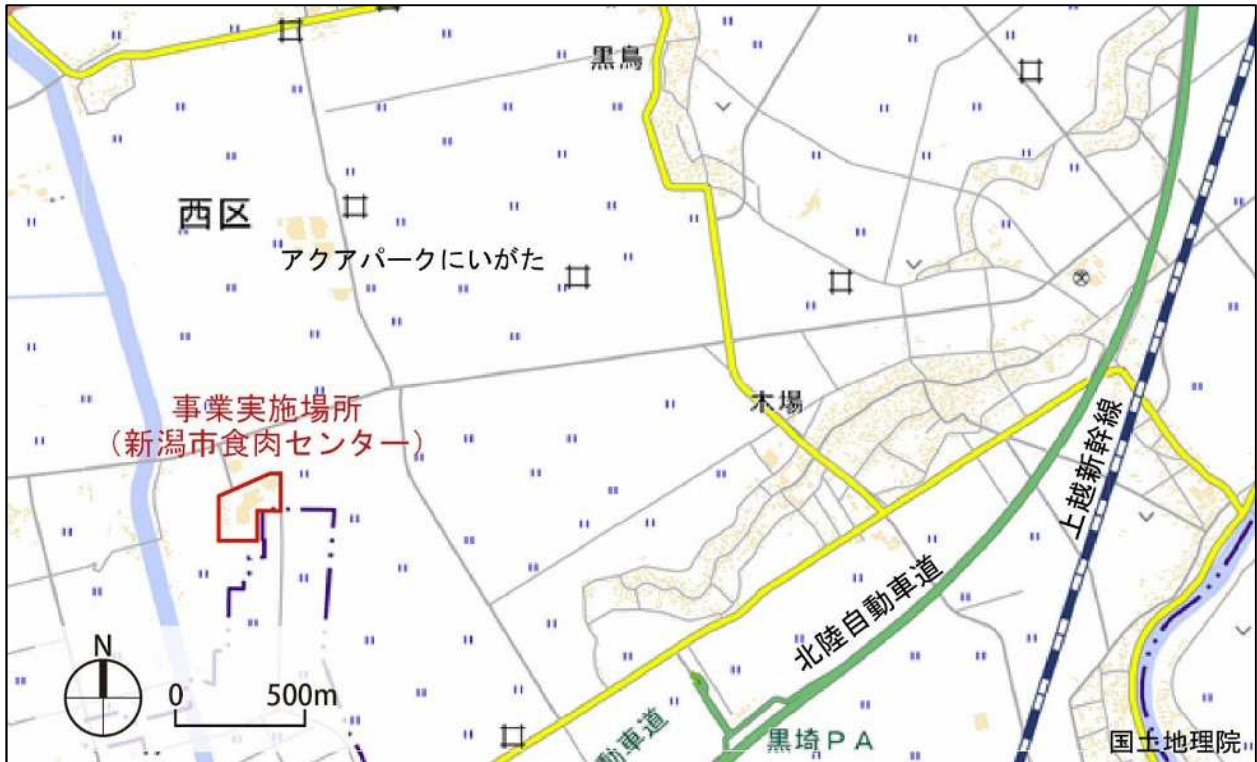 黒鳥
西区
アクアパークにいがた
事業実施場所
(新潟市食肉センター)
木場
上越新幹線
北陸自動車道
N
0 500m
動車道
黒埼PA
国土地理院